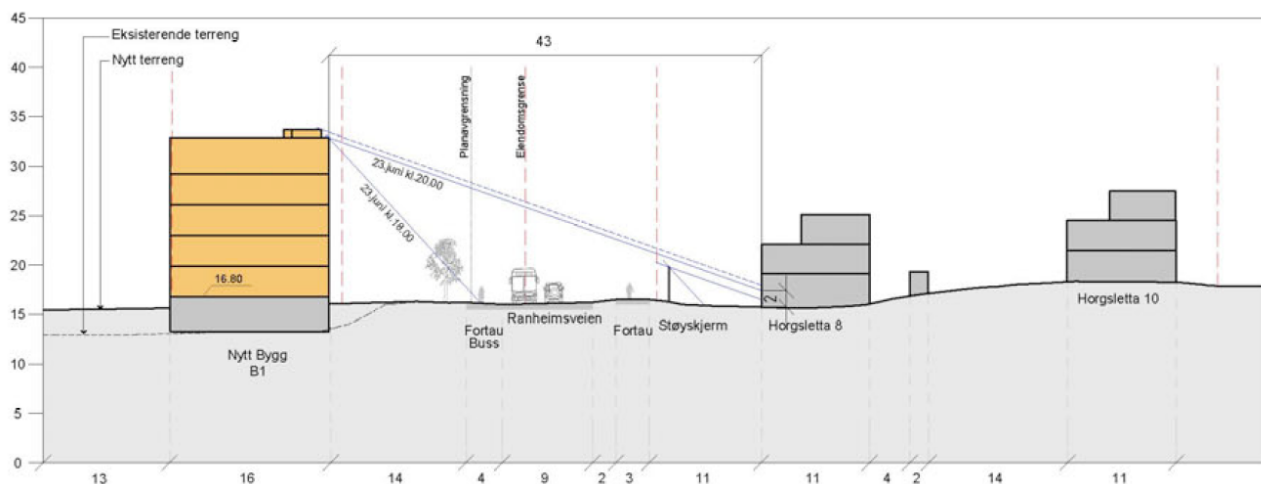 45
40
35
30
25
20
15
10
5
0
Eksisterende terreng
Nytt terreng
43
Planavgrensning
Eiendomsgrense
23.juni kl.20.00
23.juni kl.18.00
16.80
2
Nytt Bygg
B1
Fortau
Buss
Ranheimsveien
Fortau
Støyskjerm
Horgsletta 8
Horgsletta 10
13 16 14 4 9 2 3 11 11 4 2 14 11